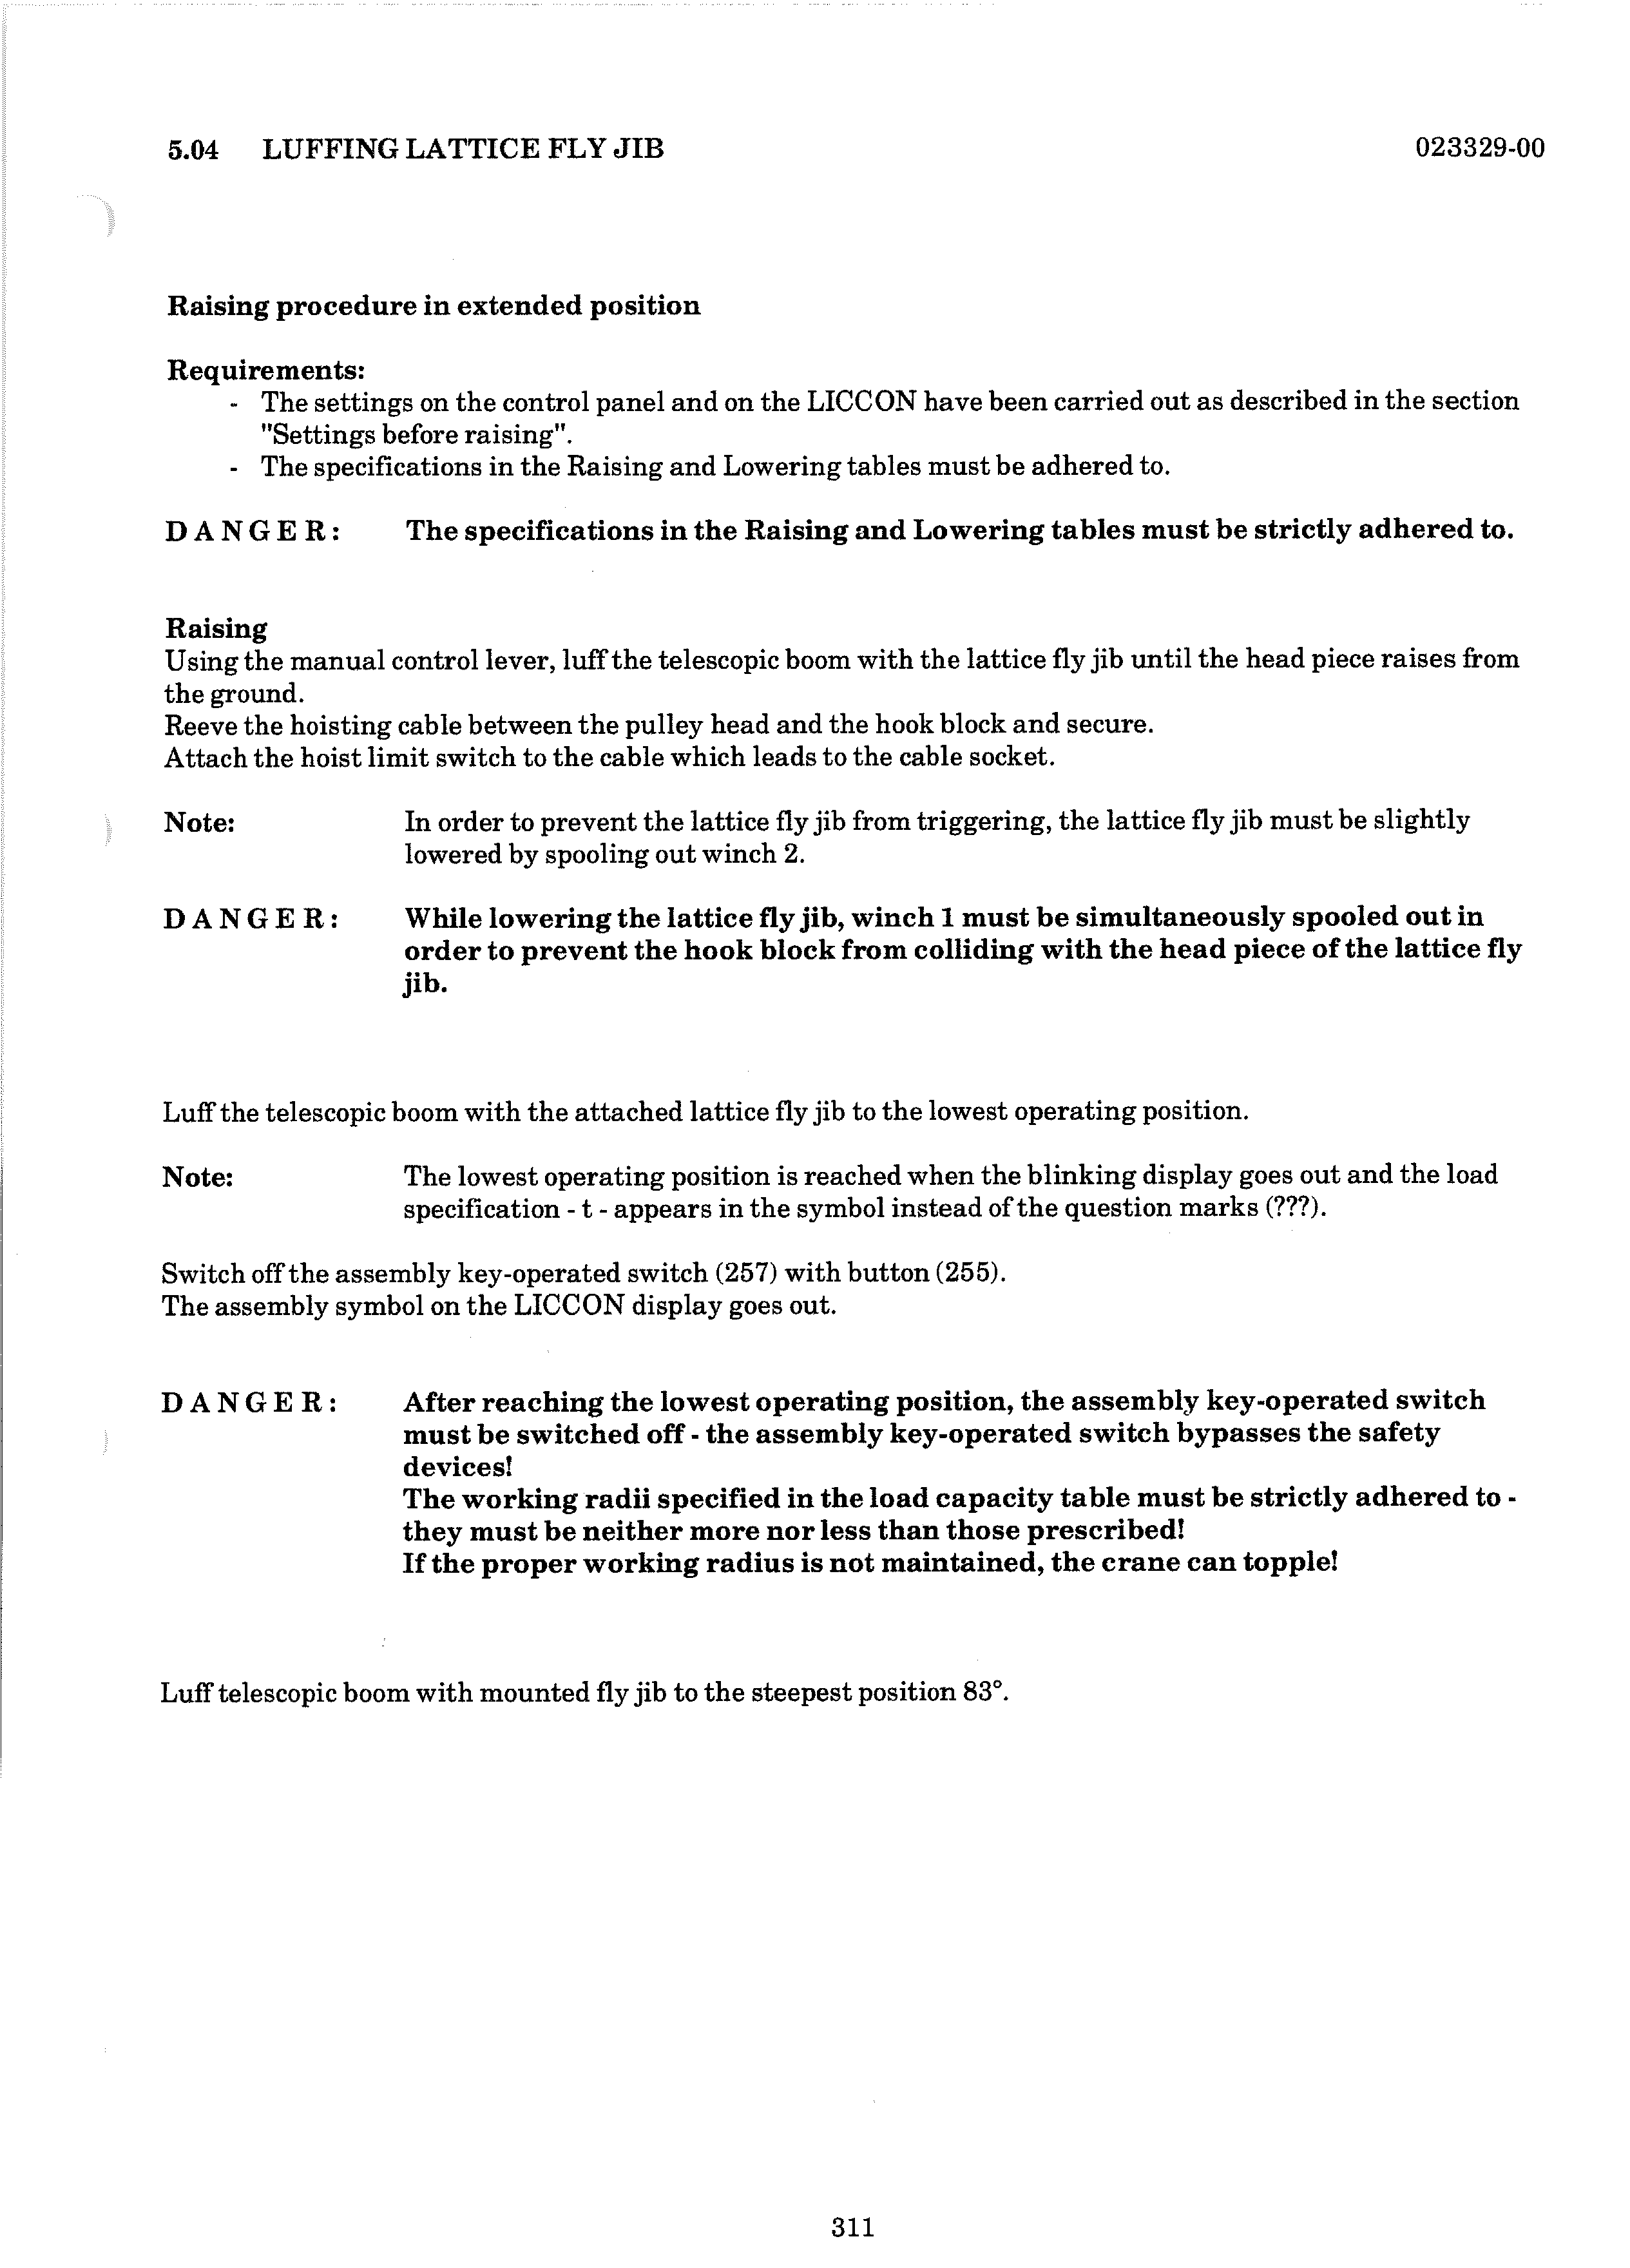 5.04 LUFFING LATTICE FLY JIB 023329-00
Raising procedure in extended position
Requirements:
- The settings on the control panel and on the LICCON have been carried out as described in the section
"Settings before raising".
- The specifications in the Raising and Lowering tables must be adhered to.
D A N G E R : The specifications in the Raising and Lowering tables must be strictly adhered to.
Raising
Using the manual control lever, luff the telescopic boom with the lattice fly jib until the head piece raises from
the ground.
Reeve the hoisting cable between the pulley head and the hook block and secure.
Attach the hoist limit switch to the cable which leads to the cable socket.
Note: In order to prevent the lattice fly jib from triggering, the lattice fly jib must be slightly
lowered by spooling out winch 2.
D A N G E R : While lowering the lattice fly jib, winch 1 must be simultaneously spooled out in
order to prevent the hook block from colliding with the head piece of the lattice fly
jib.
Luff the telescopic boom with the attached lattice fly jib to the lowest operating position.
Note: The lowest operating position is reached when the blinking display goes out and the load
specification - t - appears in the symbol instead of the question marks (???).
Switch off the assembly key-operated switch (257) with button (255).
The assembly symbol on the LICCON display goes out.
D A N G E R : After reaching the lowest operating position, the assembly key-operated switch
must be switched off - the assembly key-operated switch bypasses the safety
devices!
The working radii specified in the load capacity table must be strictly adhered to -
they must be neither more nor less than those prescribed!
If the proper working radius is not maintained, the crane can topple!
Luff telescopic boom with mounted fly jib to the steepest position 83°.
311